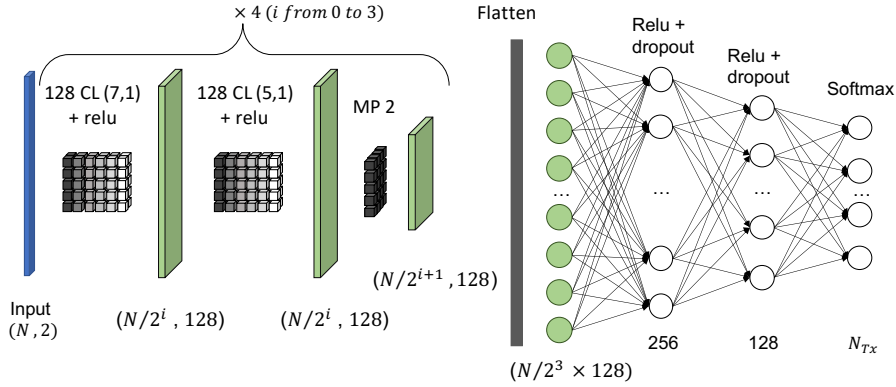 × 4 (i from 0 to 3)
128 CL (7,1)
+ relu
128 CL (5,1)
+ relu
MP 2
Input
(N , 2)
(N/2^i , 128)
(N/2^i , 128)
(N/2^{i+1} , 128)
Flatten
Relu +
dropout
Relu +
dropout
Softmax
...
...
...
...
(N/2^3 × 128)
256
128
N_{Tx}